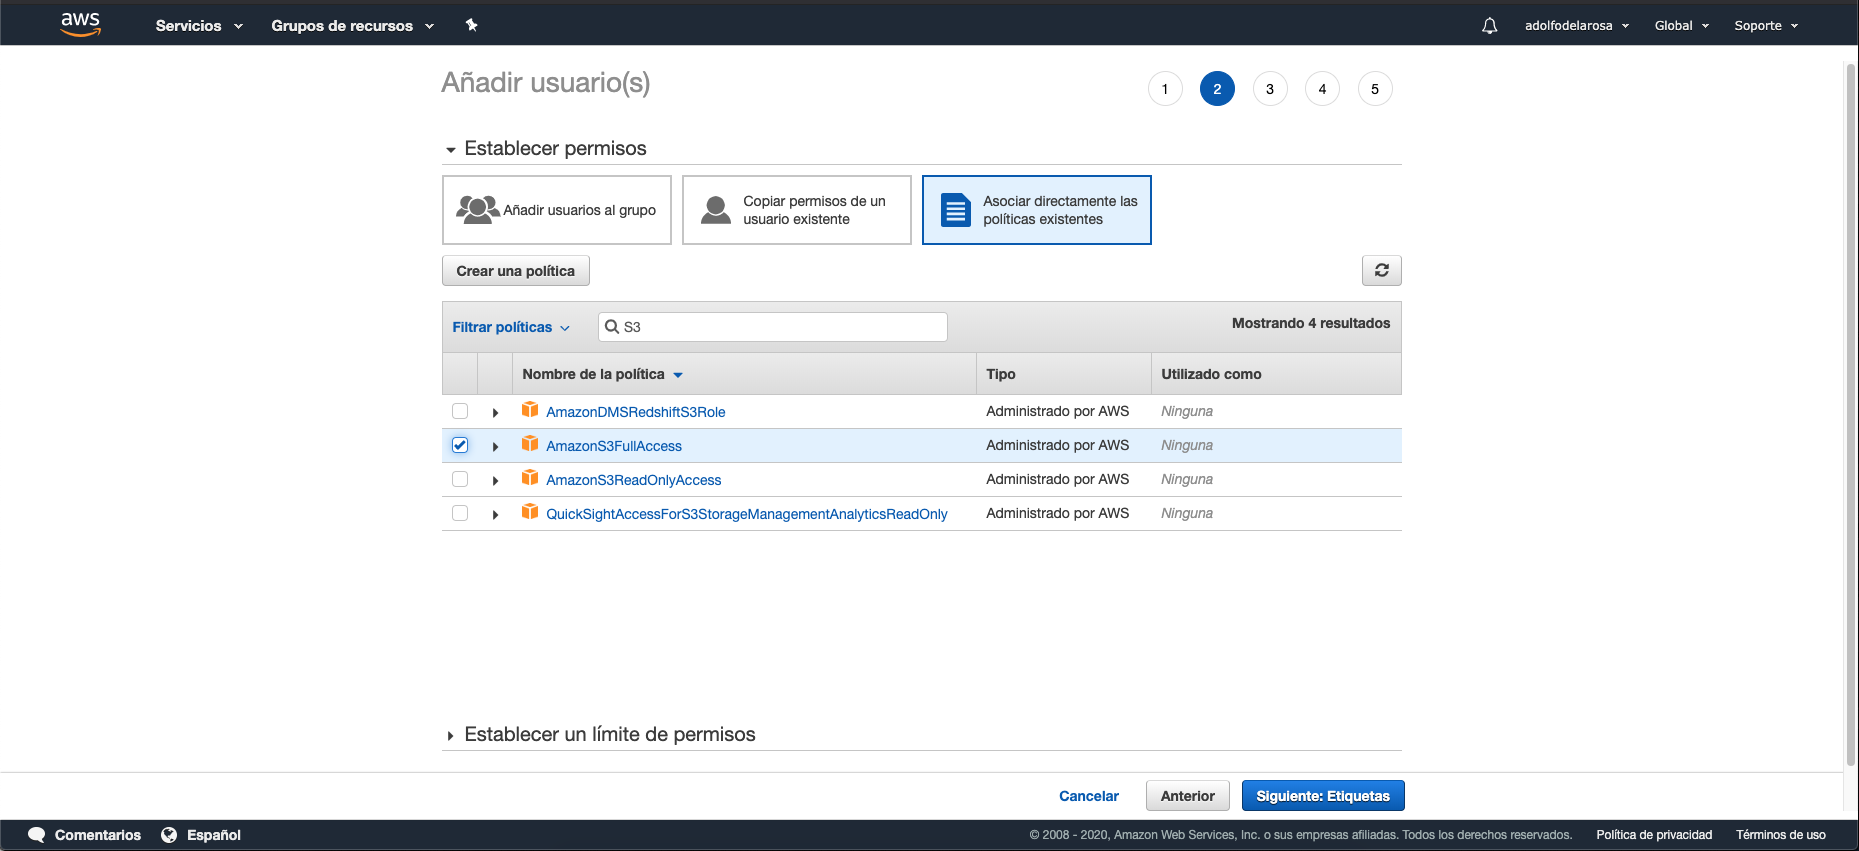 aws Servicios Grupos de recursos adolfodelarosa Global Soporte
Añadir usuario(s) 1 2 3 4 5
Establecer permisos
Añadir usuarios al grupo
Copiar permisos de un
usuario existente
Asociar directamente las
políticas existentes
Crear una política
Filtrar políticas S3 Mostrando 4 resultados
Nombre de la política Tipo Utilizado como
AmazonDMSRedshiftS3Role Administrado por AWS Ninguna
AmazonS3FullAccess Administrado por AWS Ninguna
AmazonS3ReadOnlyAccess Administrado por AWS Ninguna
QuickSightAccessForS3StorageManagementAnalyticsReadOnly Administrado por AWS Ninguna
Establecer un límite de permisos
Cancelar Anterior Siguiente: Etiquetas
Comentarios Español © 2008 - 2020, Amazon Web Services, Inc. o sus empresas afiliadas. Todos los derechos reservados. Política de privacidad Términos de uso